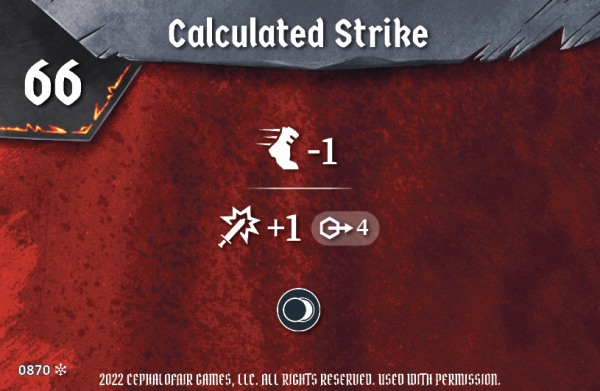 Calculated Strike
66
-1
+1 4
0870
2022 CEPHALOFAIR GAMES, LLC. ALL RIGHTS RESERVED. USED WITH PERMISSION.